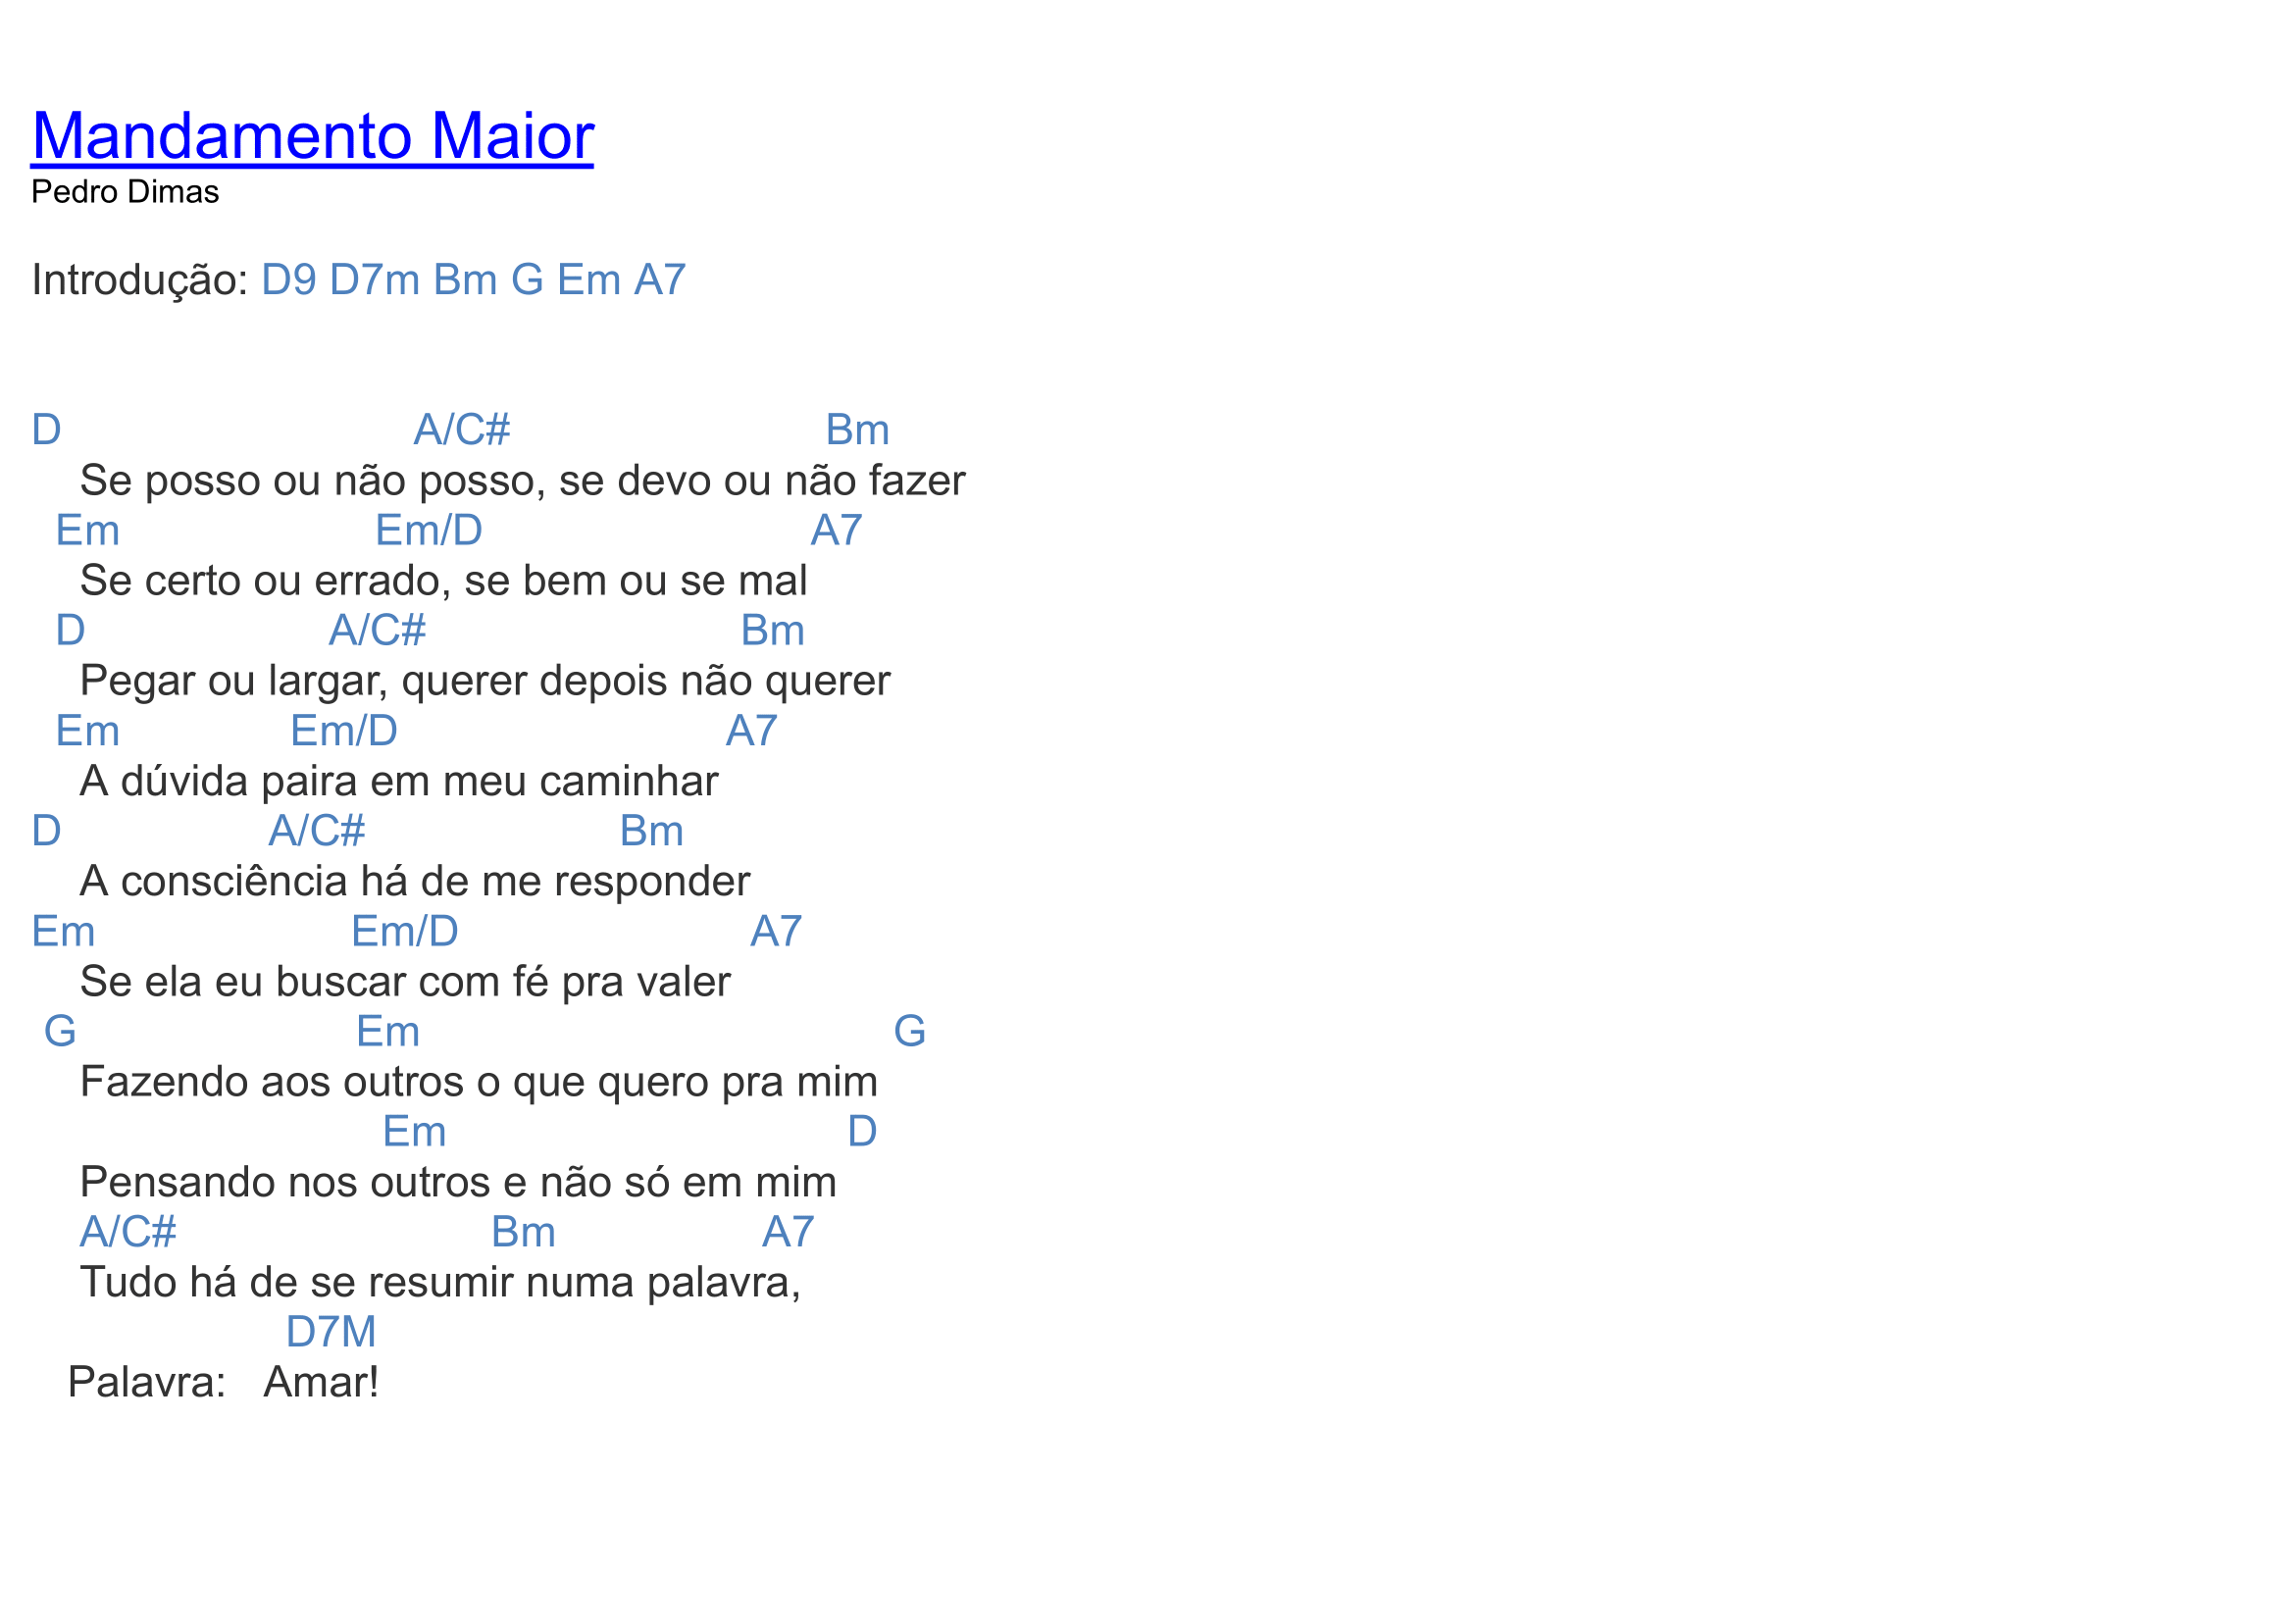 Mandamento Maior
Pedro Dimas
Introdução: D9 D7m Bm G Em A7
D A/C# Bm
Se posso ou não posso, se devo ou não fazer
Em Em/D A7
Se certo ou errado, se bem ou se mal
D A/C# Bm
Pegar ou largar, querer depois não querer
Em Em/D A7
A dúvida paira em meu caminhar
D A/C# Bm
A consciência há de me responder
Em Em/D A7
Se ela eu buscar com fé pra valer
G Em G
Fazendo aos outros o que quero pra mim
Em D
Pensando nos outros e não só em mim
A/C# Bm A7
Tudo há de se resumir numa palavra,
D7M
Palavra: Amar!